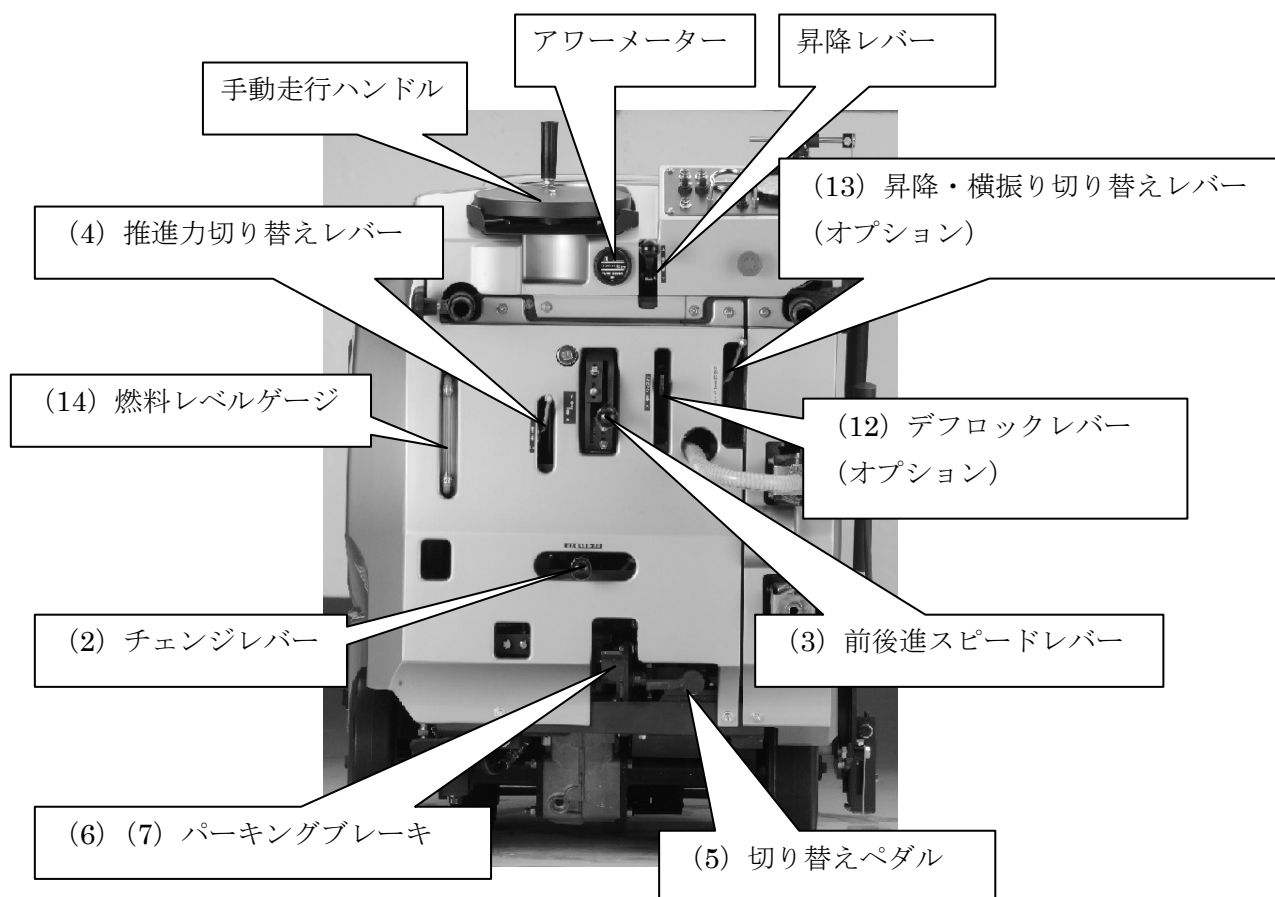 アワーメーター
昇降レバー
手動走行ハンドル
（13）昇降・横振り切り替えレバー
（オプション）
（4）推進力切り替えレバー
（14）燃料レベルゲージ
（12）デフロックレバー
（オプション）
（2）チェンジレバー
（3）前後進スピードレバー
（6）（7）パーキングブレーキ
（5）切り替えペダル